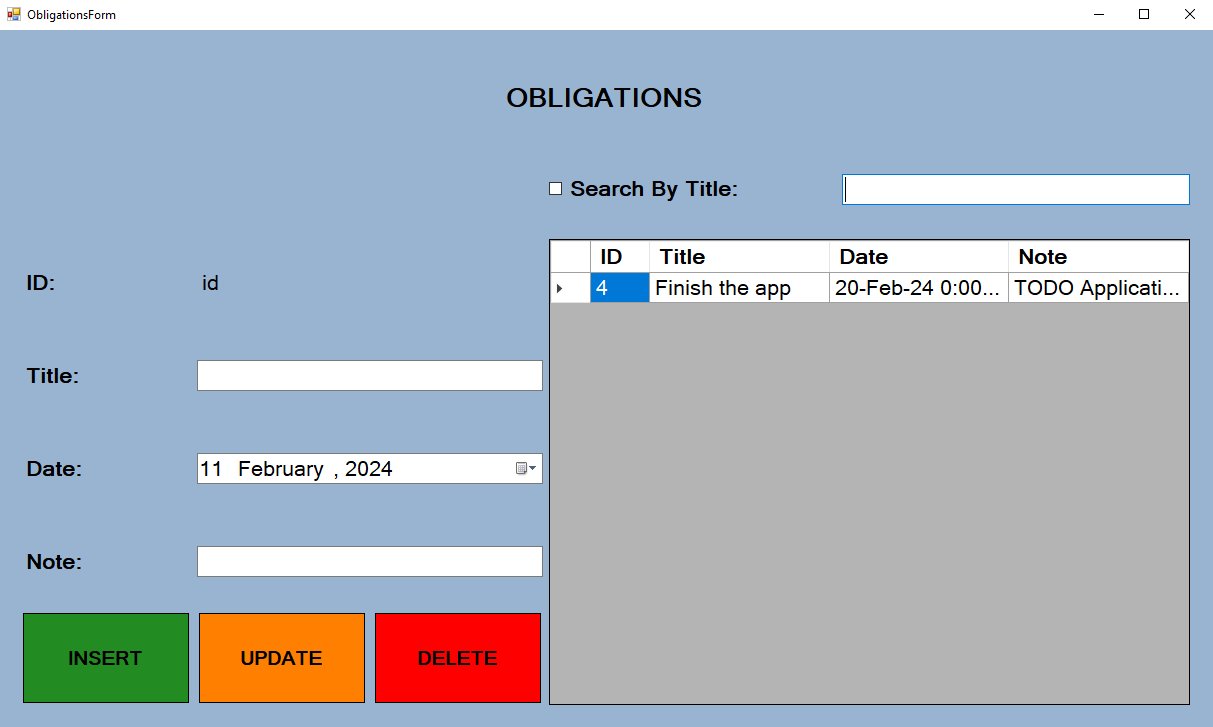 ObligationsForm
OBLIGATIONS
Search By Title:
ID Title Date Note
4 Finish the app 20-Feb-24 0:00... TODO Applicati...
ID: id
Title:
Date: 11 February , 2024
Note:
INSERT UPDATE DELETE